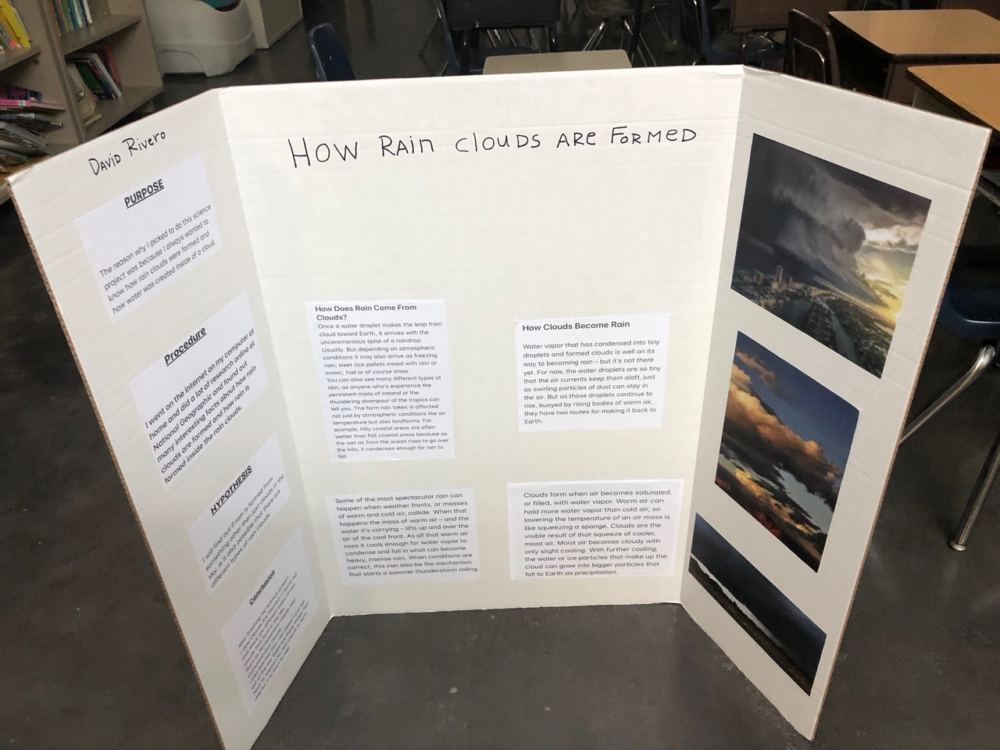 David Rivero
PURPOSE
The reason why I picked to do this science
project was because I always wanted to
know how rain clouds were formed and
how water was created inside of a cloud.
Procedure
I went on the internet on my computer at
home and did a lot of research online at
National Geographic and found out
many interesting facts about how rain
clouds are formed and how rain is
formed inside the rain clouds.
HYPOTHESIS
I will find out if rain is formed from
something other then just clouds in the
sky. Is it also possible that there are
different types of rain clouds.
Conclusion
HOW RAIN CLOUDS ARE FORMED
How Does Rain Come From
Clouds?
Once a water droplet makes the leap from
cloud toward Earth, it arrives with the
unceremonious splat of a raindrop.
Usually. But depending on atmospheric
conditions it may also arrive as freezing
rain, sleet (ice pellets mixed with rain or
snow), hail or of course snow.
You can also see many different types of
rain, as anyone who's experience the
persistent mists of Ireland or the
thundering downpour of the tropics can
tell you. The form rain takes is affected
not just by atmospheric conditions like air
temperature but also landforms. For
example, hilly coastal areas are often
wetter than flat coastal areas because as
the wet air from the ocean rises to go over
the hills, it condenses enough for rain to
fall.
How Clouds Become Rain
Water vapor that has condensed into tiny
droplets and formed clouds is well on its
way to becoming rain – but it's not there
yet. For now, the water droplets are so tiny
that the air currents keep them aloft, just
as swirling particles of dust can stay in
the air. But as those droplets continue to
rise, buoyed by rising bodies of warm air,
they have two routes for making it back to
Earth.
Some of the most spectacular rain can
happen when weather fronts, or masses
of warm and cold air, collide. When that
happens the mass of warm air – and the
water it's carrying – lifts up and over the
air of the cool front. As all that warm air
rises it cools enough for water vapor to
condense and fall in what can become
heavy, intense rain. When conditions are
correct, this can also be the mechanism
that starts a summer thunderstorm rolling.
Clouds form when air becomes saturated,
or filled, with water vapor. Warm air can
hold more water vapor than cold air, so
lowering the temperature of an air mass is
like squeezing a sponge. Clouds are the
visible result of that squeeze of cooler,
moist air. Moist air becomes cloudy with
only slight cooling. With further cooling,
the water or ice particles that make up the
cloud can grow into bigger particles that
fall to Earth as precipitation.